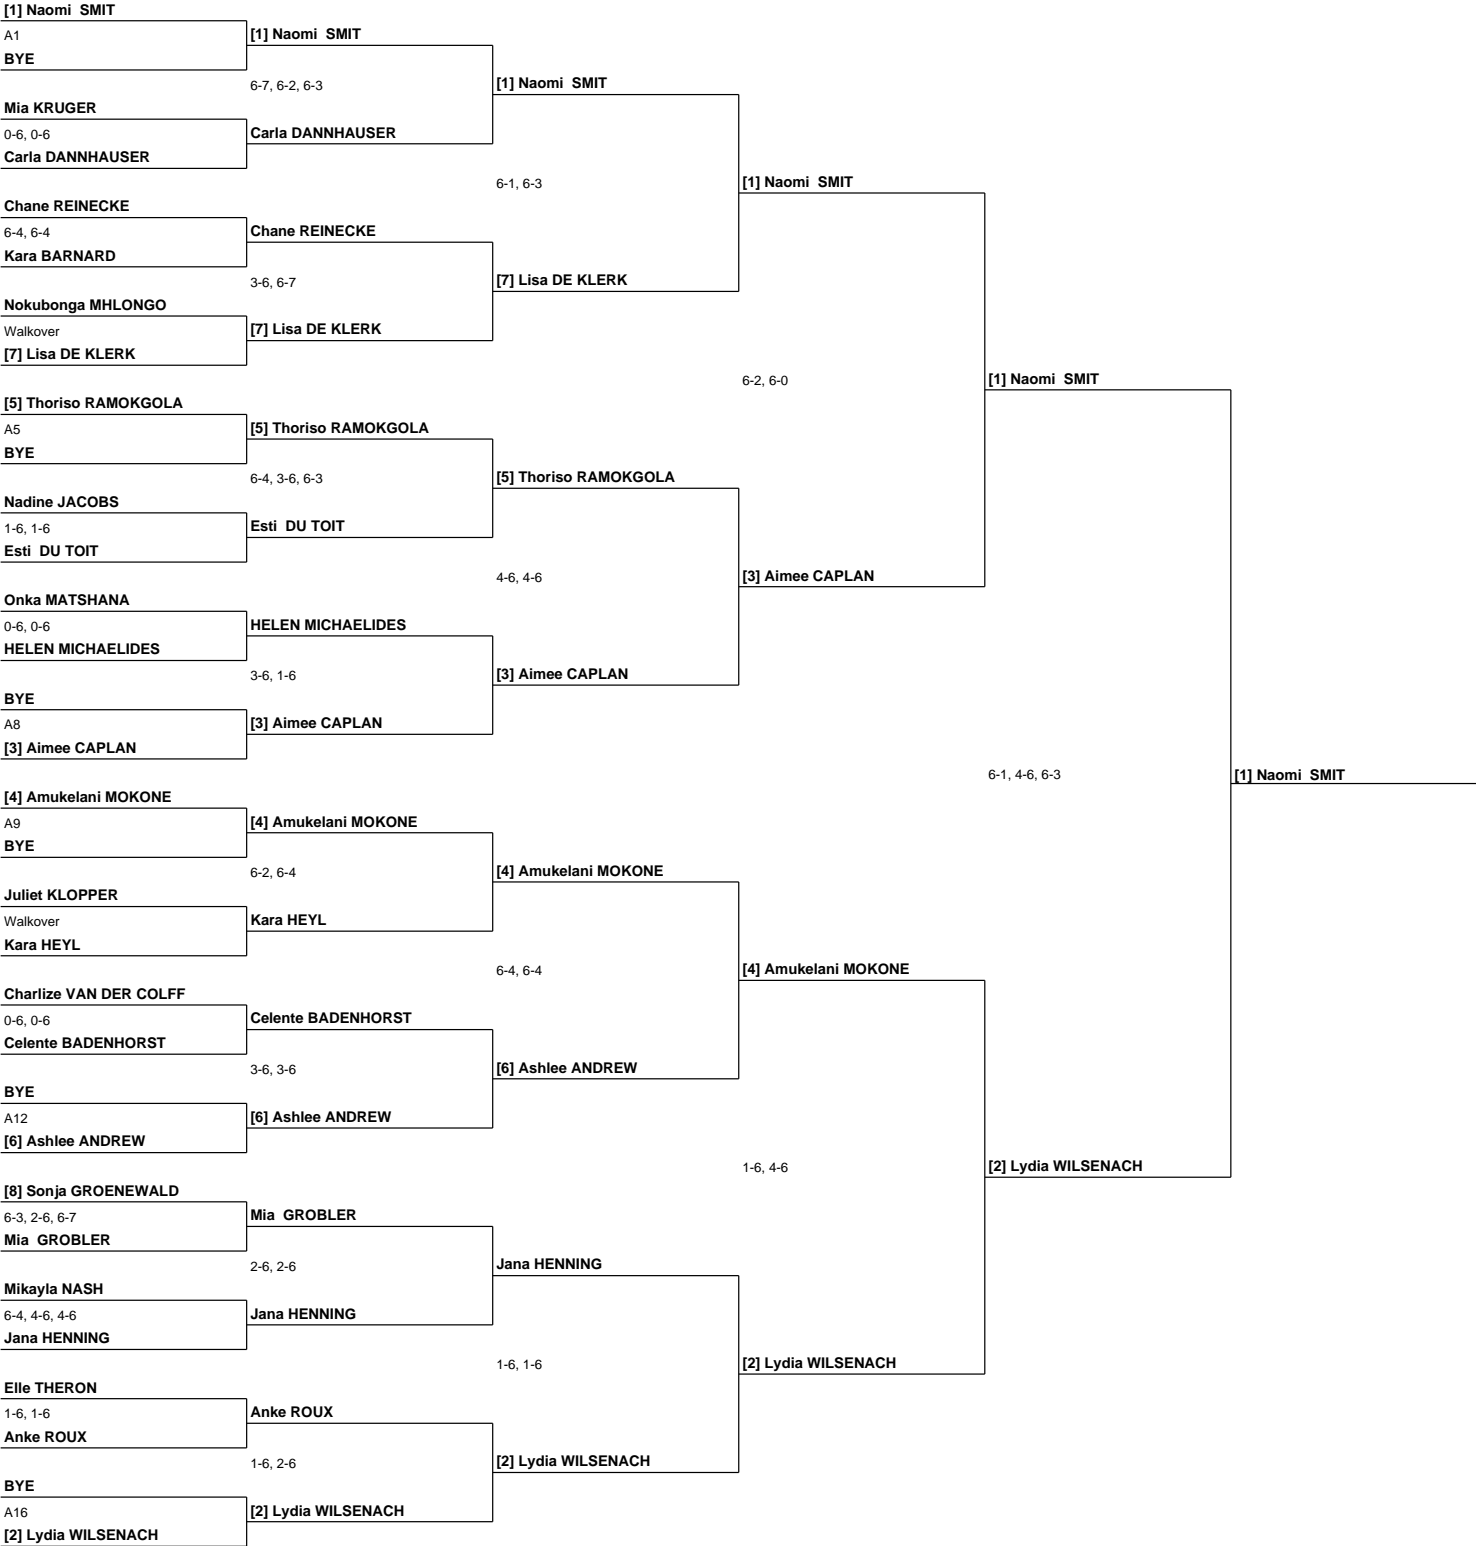 [1] Naomi  SMIT
A1
BYE
Mia KRUGER
0-6, 0-6
Carla DANNHAUSER
Chane REINECKE
6-4, 6-4
Kara BARNARD
Nokubonga MHLONGO
Walkover
[7] Lisa DE KLERK
[5] Thoriso RAMOKGOLA
A5
BYE
Nadine JACOBS
1-6, 1-6
Esti  DU TOIT
Onka MATSHANA
0-6, 0-6
HELEN MICHAELIDES
BYE
A8
[3] Aimee CAPLAN
[4] Amukelani MOKONE
A9
BYE
Juliet KLOPPER
Walkover
Kara HEYL
Charlize VAN DER COLFF
0-6, 0-6
Celente BADENHORST
BYE
A12
[6] Ashlee ANDREW
[8] Sonja GROENEWALD
6-3, 2-6, 6-7
Mia  GROBLER
Mikayla NASH
6-4, 4-6, 4-6
Jana HENNING
Elle THERON
1-6, 1-6
Anke ROUX
BYE
A16
[2] Lydia WILSENACH
[1] Naomi  SMIT
6-7, 6-2, 6-3
Carla DANNHAUSER
Chane REINECKE
3-6, 6-7
[7] Lisa DE KLERK
[5] Thoriso RAMOKGOLA
6-4, 3-6, 6-3
Esti  DU TOIT
HELEN MICHAELIDES
3-6, 1-6
[3] Aimee CAPLAN
[4] Amukelani MOKONE
6-2, 6-4
Kara HEYL
Celente BADENHORST
3-6, 3-6
[6] Ashlee ANDREW
Mia  GROBLER
2-6, 2-6
Jana HENNING
Anke ROUX
1-6, 2-6
[2] Lydia WILSENACH
[1] Naomi  SMIT
6-1, 6-3
[7] Lisa DE KLERK
[5] Thoriso RAMOKGOLA
4-6, 4-6
[3] Aimee CAPLAN
[4] Amukelani MOKONE
6-4, 6-4
[6] Ashlee ANDREW
Jana HENNING
1-6, 1-6
[2] Lydia WILSENACH
[1] Naomi  SMIT
6-2, 6-0
[3] Aimee CAPLAN
[4] Amukelani MOKONE
1-6, 4-6
[2] Lydia WILSENACH
[1] Naomi  SMIT
6-1, 4-6, 6-3
[2] Lydia WILSENACH
[1] Naomi  SMIT